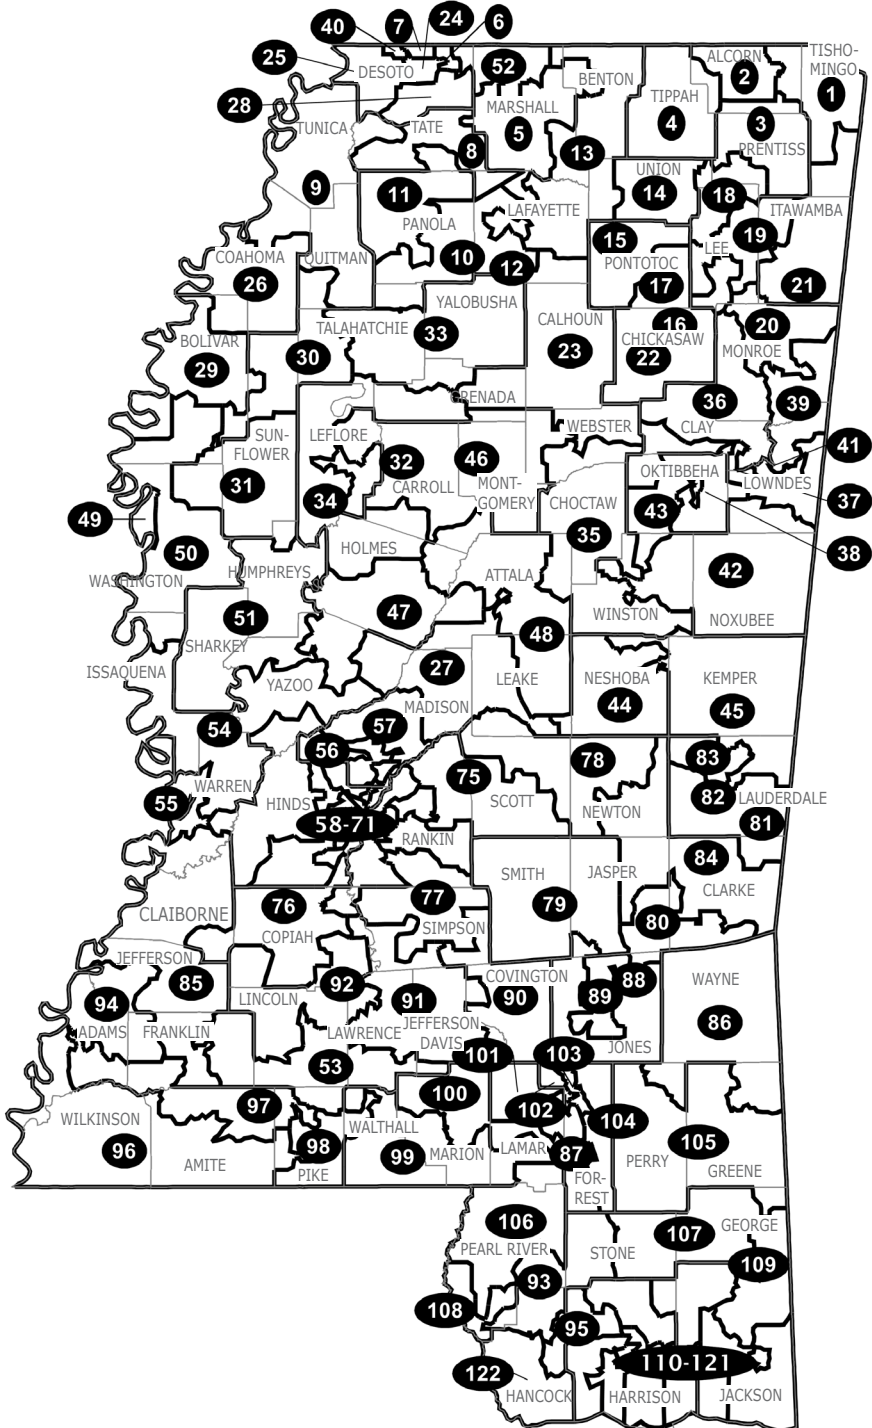 24
7
6
40
25
DESOTO
52
ALCORN
TISHO-
MINGO
2
1
BENTON
28
MARSHALL
TIPPAH
TUNICA
TATE
5
4
3
PRENTISS
8
13
UNION
9
11
14
18
LAFAYETTE
ITAWAMBA
PANOLA
15
19
LEE
COAHOMA
QUITMAN
10
12
PONTOTOC
26
17
21
YALOBUSHA
TALAHATCHIE
33
CALHOUN
16
20
BOLIVAR
CHICKASAW
30
23
22
MONROE
29
GRENADA
36
39
WEBSTER
CLAY
SUN-
FLOWER
LEFLORE
41
32
46
OKTIBBEHA
31
CARROLL
MONT-
GOMERY
LOWNDES
34
CHOCTAW
37
49
43
35
50
HOLMES
38
WASHINGTON
HUMPHREYS
ATTALA
42
51
47
WINSTON
NOXUBEE
SHARKEY
48
ISSAQUENA
27
YAZOO
LEAKE
NESHOBA
KEMPER
MADISON
44
45
54
57
56
78
83
75
WARREN
55
HINDS
SCOTT
82
LAUDERDALE
58-71
NEWTON
81
RANKIN
84
SMITH
JASPER
CLARKE
76
77
79
CLAIBORNE
80
COPIAH
SIMPSON
JEFFERSON
85
92
COVINGTON
88
WAYNE
LINCOLN
91
90
89
94
ADAMS
FRANKLIN
LAWRENCE
JEFFERSON
DAVIS
86
JONES
101
103
53
100
97
102
WILKINSON
WALTHALL
104
98
LAMAR
96
99
MARION
87
105
AMITE
PIKE
PERRY
GREENE
FOR-
REST
106
GEORGE
107
PEARL RIVER
STONE
109
93
108
95
110-121
122
HANCOCK
HARRISON
JACKSON